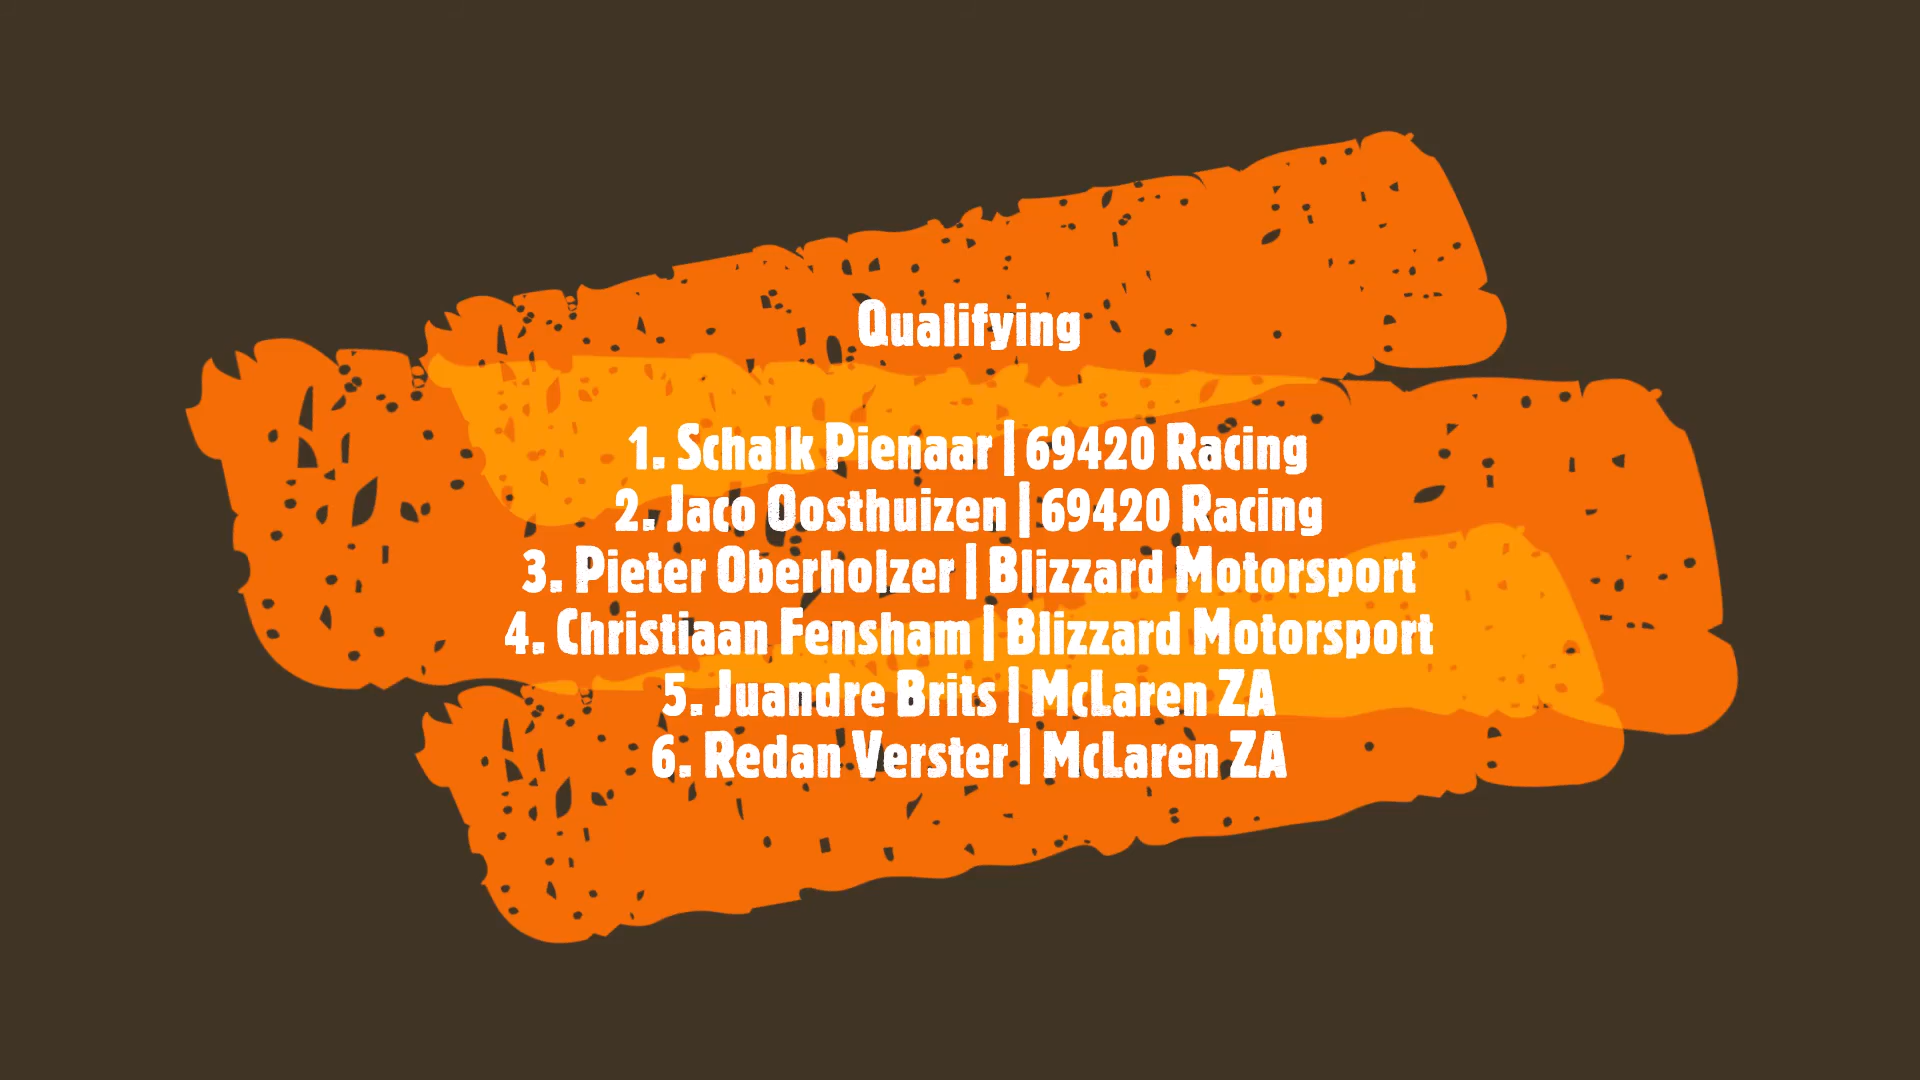 Qualifying
1. Schalk Pienaar | 69420 Racing
2. Jaco Oosthuizen | 69420 Racing
3. Pieter Oberholzer | Blizzard Motorsport
4. Christiaan Fensham | Blizzard Motorsport
5. Juandre Brits | McLaren ZA
6. Redan Verster | McLaren ZA